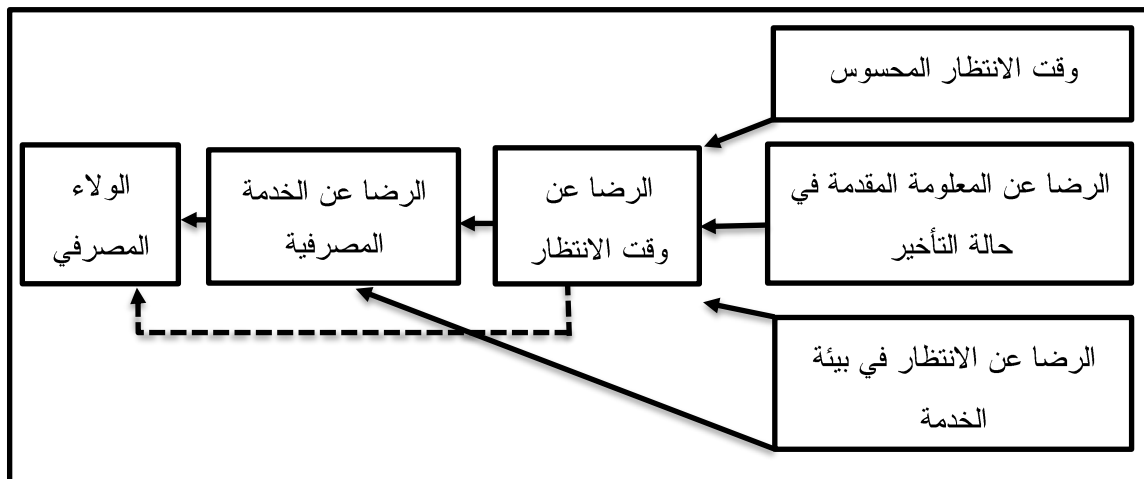 وقت الانتظار المحسوس
الرضا عن المعلومة المقدمة في
حالة التأخير
الرضا عن الانتظار في بيئة
الخدمة
الرضا عن
وقت الانتظار
الرضا عن الخدمة
المصرفية
الولاء
المصرفي